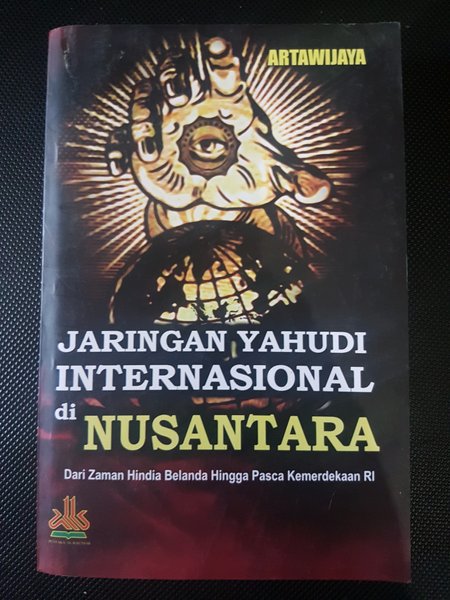 ARTAWIJAYA
JARINGAN YAHUDI
INTERNASIONAL
di NUSANTARA
Dari Zaman Hindia Belanda Hingga Pasca Kemerdekaan RI